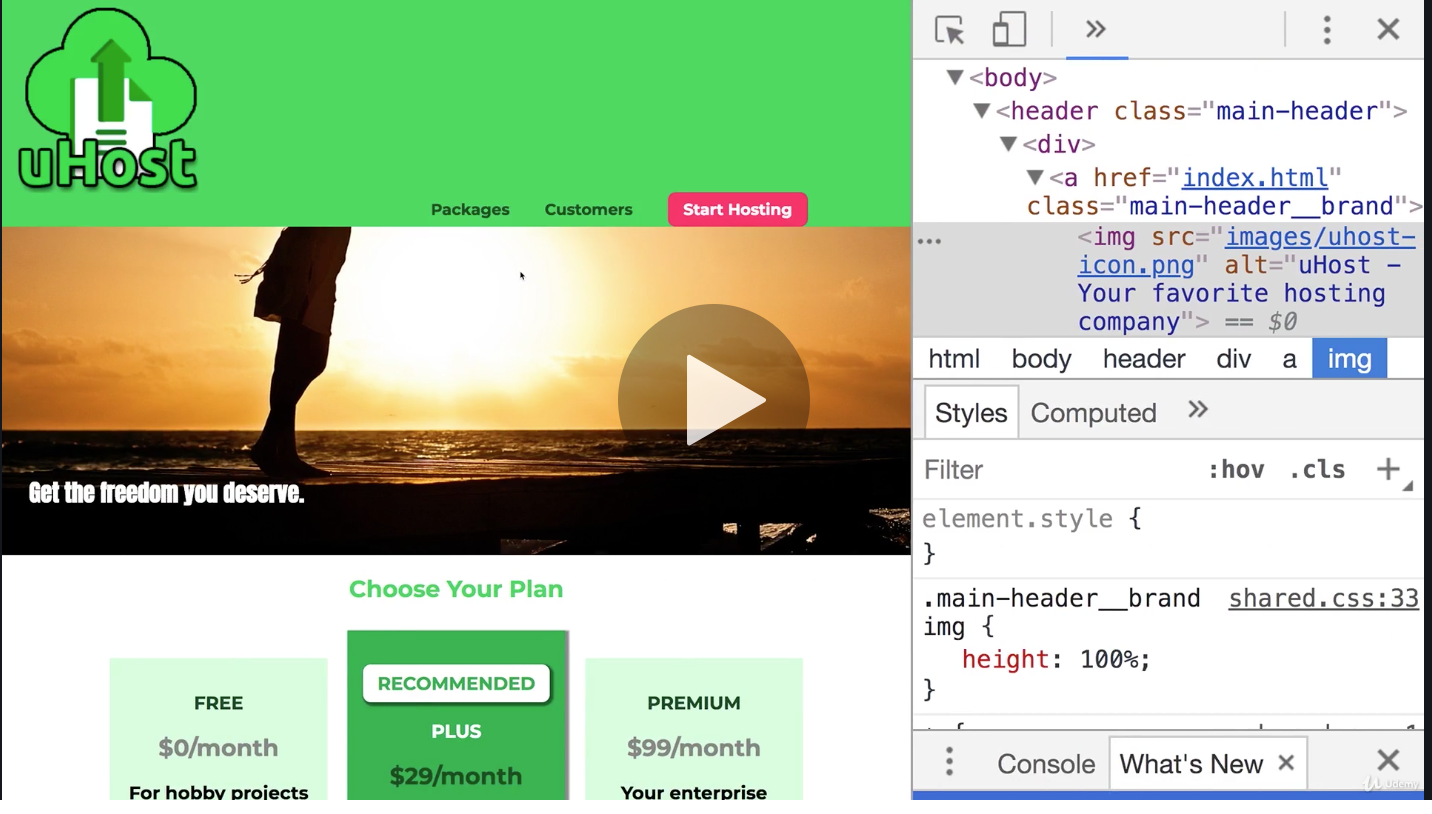 uHost
Packages Customers Start Hosting
Get the freedom you deserve.
Choose Your Plan
FREE
$0/month
For hobby projects
RECOMMENDED
PLUS
$29/month
PREMIUM
$99/month
Your enterprise
<body>
<header class="main-header">
<div>
<a href="index.html"
class="main-header__brand">
<img src="images/uhost-
icon.png" alt="uHost -
Your favorite hosting
company"> == $0
html body header div a img
Styles Computed
Filter :hov .cls +
element.style {
}
.main-header__brand shared.css:33
img {
height: 100%;
}
Console What's New
Udemy